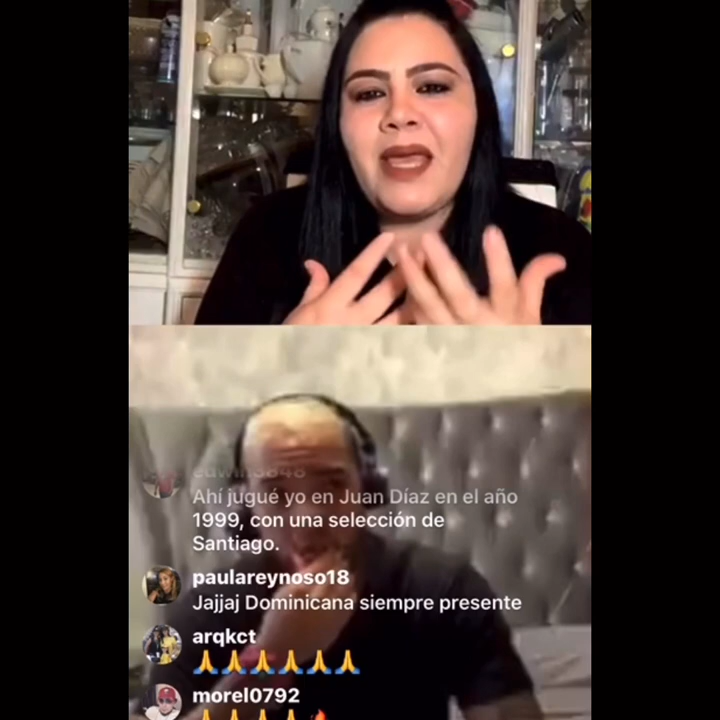 edwin3848
Ahí jugué yo en Juan Díaz en el año
1999, con una selección de
Santiago.
paulareynoso18
Jajjaj Dominicana siempre presente
arqkct
🙏🙏🙏🙏🙏🙏
morel0792
🙏🙏🙏🙏🔥